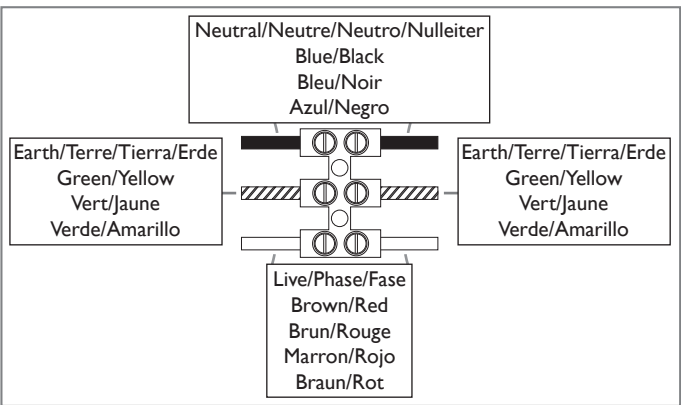 Neutral/Neutre/Neutro/Nulleiter
Blue/Black
Bleu/Noir
Azul/Negro
Earth/Terre/Tierra/Erde
Green/Yellow
Vert/Jaune
Verde/Amarillo
Earth/Terre/Tierra/Erde
Green/Yellow
Vert/Jaune
Verde/Amarillo
Live/Phase/Fase
Brown/Red
Brun/Rouge
Marron/Rojo
Braun/Rot